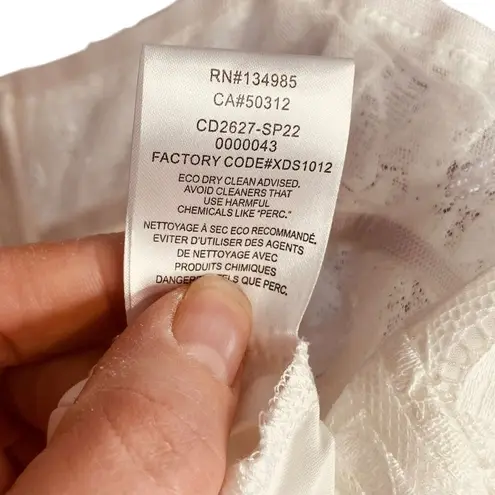 RN#134985
CA#50312
CD2627-SP22
0000043
FACTORY CODE#XDS1012
ECO DRY CLEAN ADVISED.
AVOID CLEANERS THAT
USE HARMFUL
CHEMICALS LIKE "PERC."
NETTOYAGE À SEC ECO RECOMMANDÉ.
EVITER D'UTILISER DES AGENTS
DE NETTOYAGE AVEC
PRODUITS CHIMIQUES
QUE PERC.